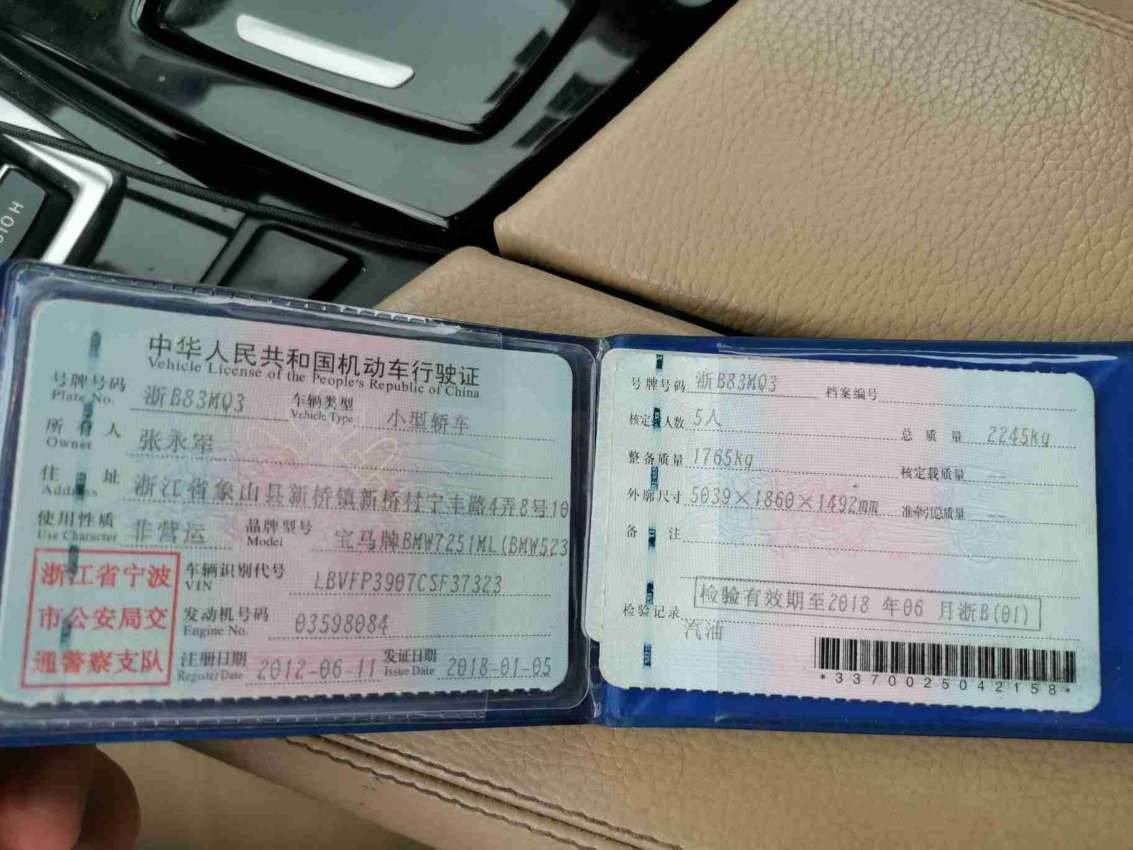 中华人民共和国机动车行驶证
Vehicle License of the People's Republic of China
号牌号码 浙B83MQ3 车辆类型 小型轿车
Plate No. Vehicle Type
所有人 张永军
Owner
住址 浙江省象山县新桥镇新桥村宁丰路4弄8号10
Address
使用性质 非营运 品牌型号 宝马牌BMW7251ML(BMW523
Use Character Model
浙江省宁波
市公安局交
通警察支队
车辆识别代号 LBVFP3907CSF37323
VIN
发动机号码 03598084
Engine No.
注册日期 2012-06-11 发证日期 2018-01-05
Register Date Issue Date
号牌号码 浙B83MQ3 档案编号
核定载人数 5人 总质量 2245kg
整备质量 1765kg 核定载质量 --
外廓尺寸 5039×1860×1492mm 准牵引总质量
备注
检验记录 检验有效期至2018年06月浙B(01)
汽油
*3370025042158*